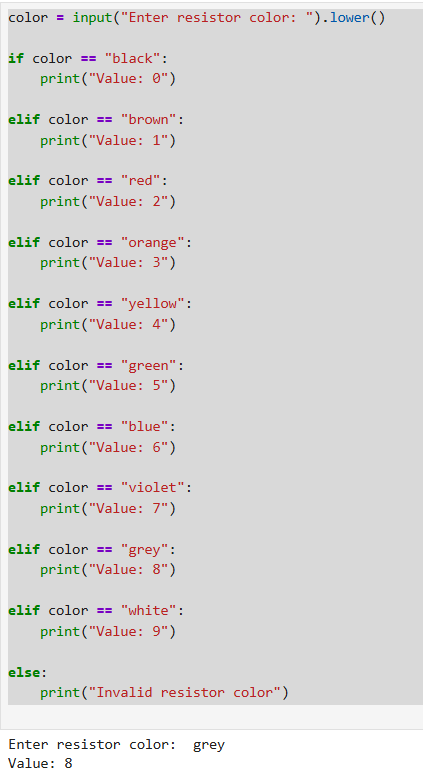 color = input("Enter resistor color: ").lower()
if color == "black":
    print("Value: 0")
elif color == "brown":
    print("Value: 1")
elif color == "red":
    print("Value: 2")
elif color == "orange":
    print("Value: 3")
elif color == "yellow":
    print("Value: 4")
elif color == "green":
    print("Value: 5")
elif color == "blue":
    print("Value: 6")
elif color == "violet":
    print("Value: 7")
elif color == "grey":
    print("Value: 8")
elif color == "white":
    print("Value: 9")
else:
    print("Invalid resistor color")
Enter resistor color:  grey
Value: 8